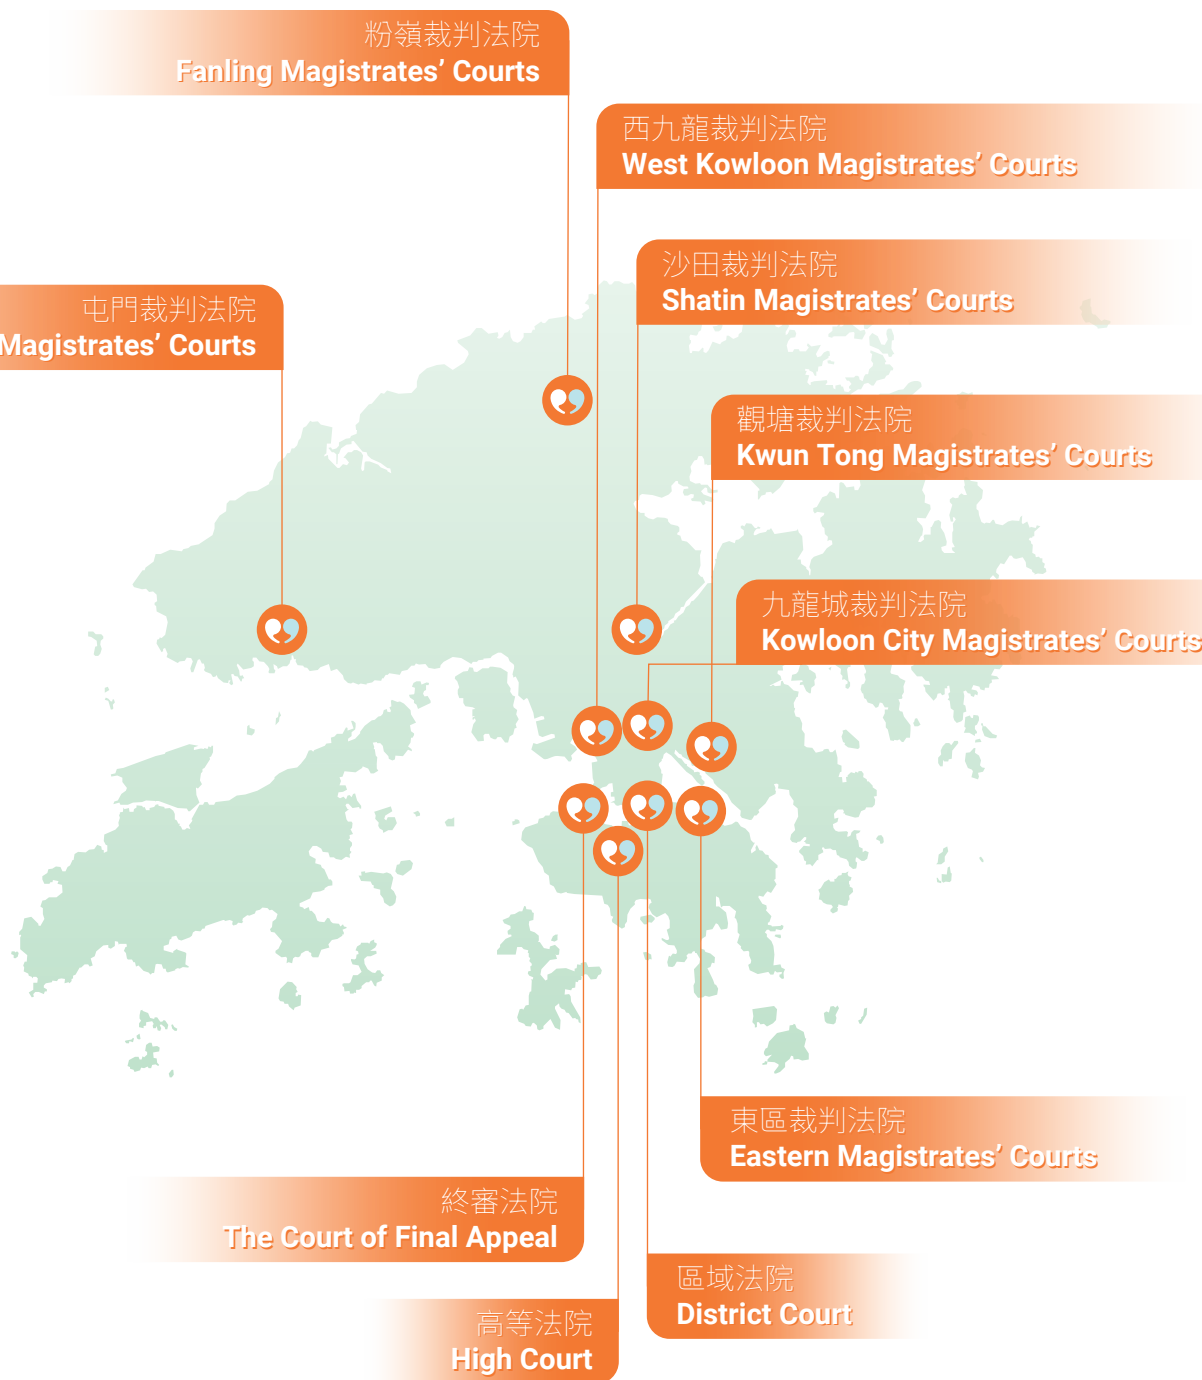 粉嶺裁判法院
Fanling Magistrates’ Courts
西九龍裁判法院
West Kowloon Magistrates’ Courts
沙田裁判法院
Shatin Magistrates’ Courts
屯門裁判法院
Magistrates’ Courts
觀塘裁判法院
Kwun Tong Magistrates’ Courts
九龍城裁判法院
Kowloon City Magistrates’ Courts
東區裁判法院
Eastern Magistrates’ Courts
終審法院
The Court of Final Appeal
區域法院
District Court
高等法院
High Court